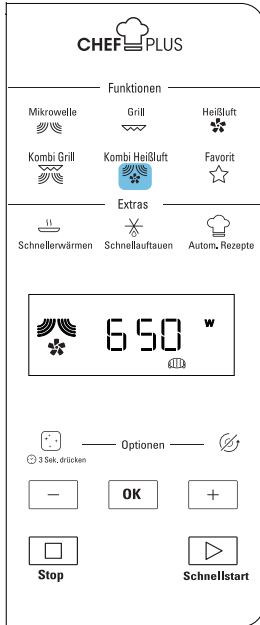 CHEF PLUS
Funktionen
Mikrowelle Grill Heißluft
Kombi Grill Kombi Heißluft Favorit
Extras
Schnellerwärmen Schnellauftauen Autom. Rezepte
650 W
Optionen
3 Sek. drücken
− OK +
Stop Schnellstart